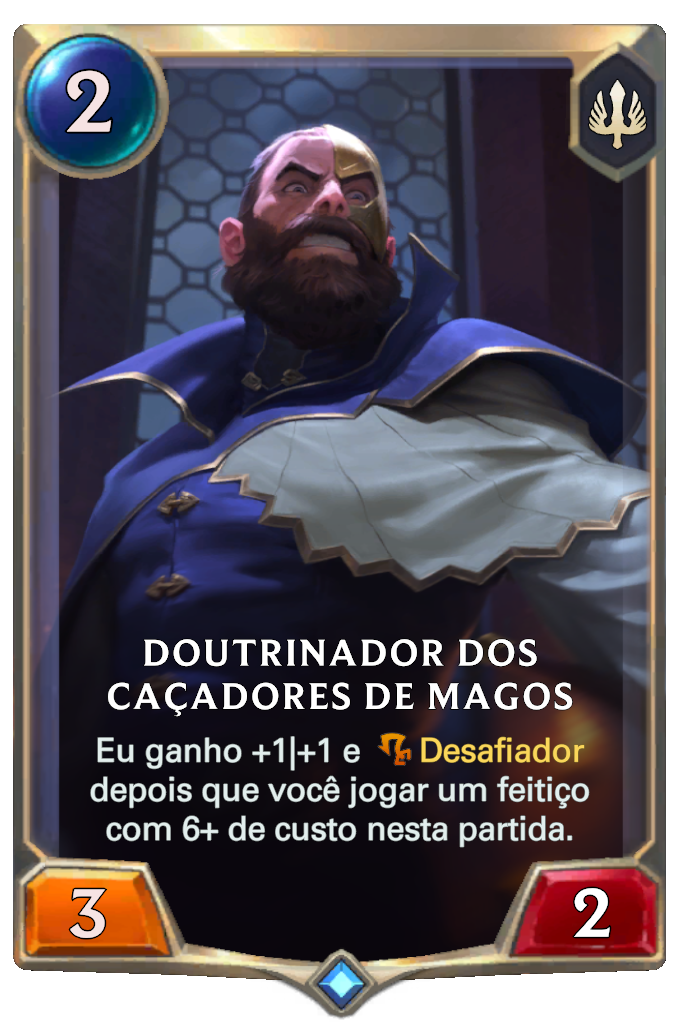 2
DOUTRINADOR DOS
CAÇADORES DE MAGOS
Eu ganho +1|+1 e Desafiador
depois que você jogar um feitiço
com 6+ de custo nesta partida.
3
2